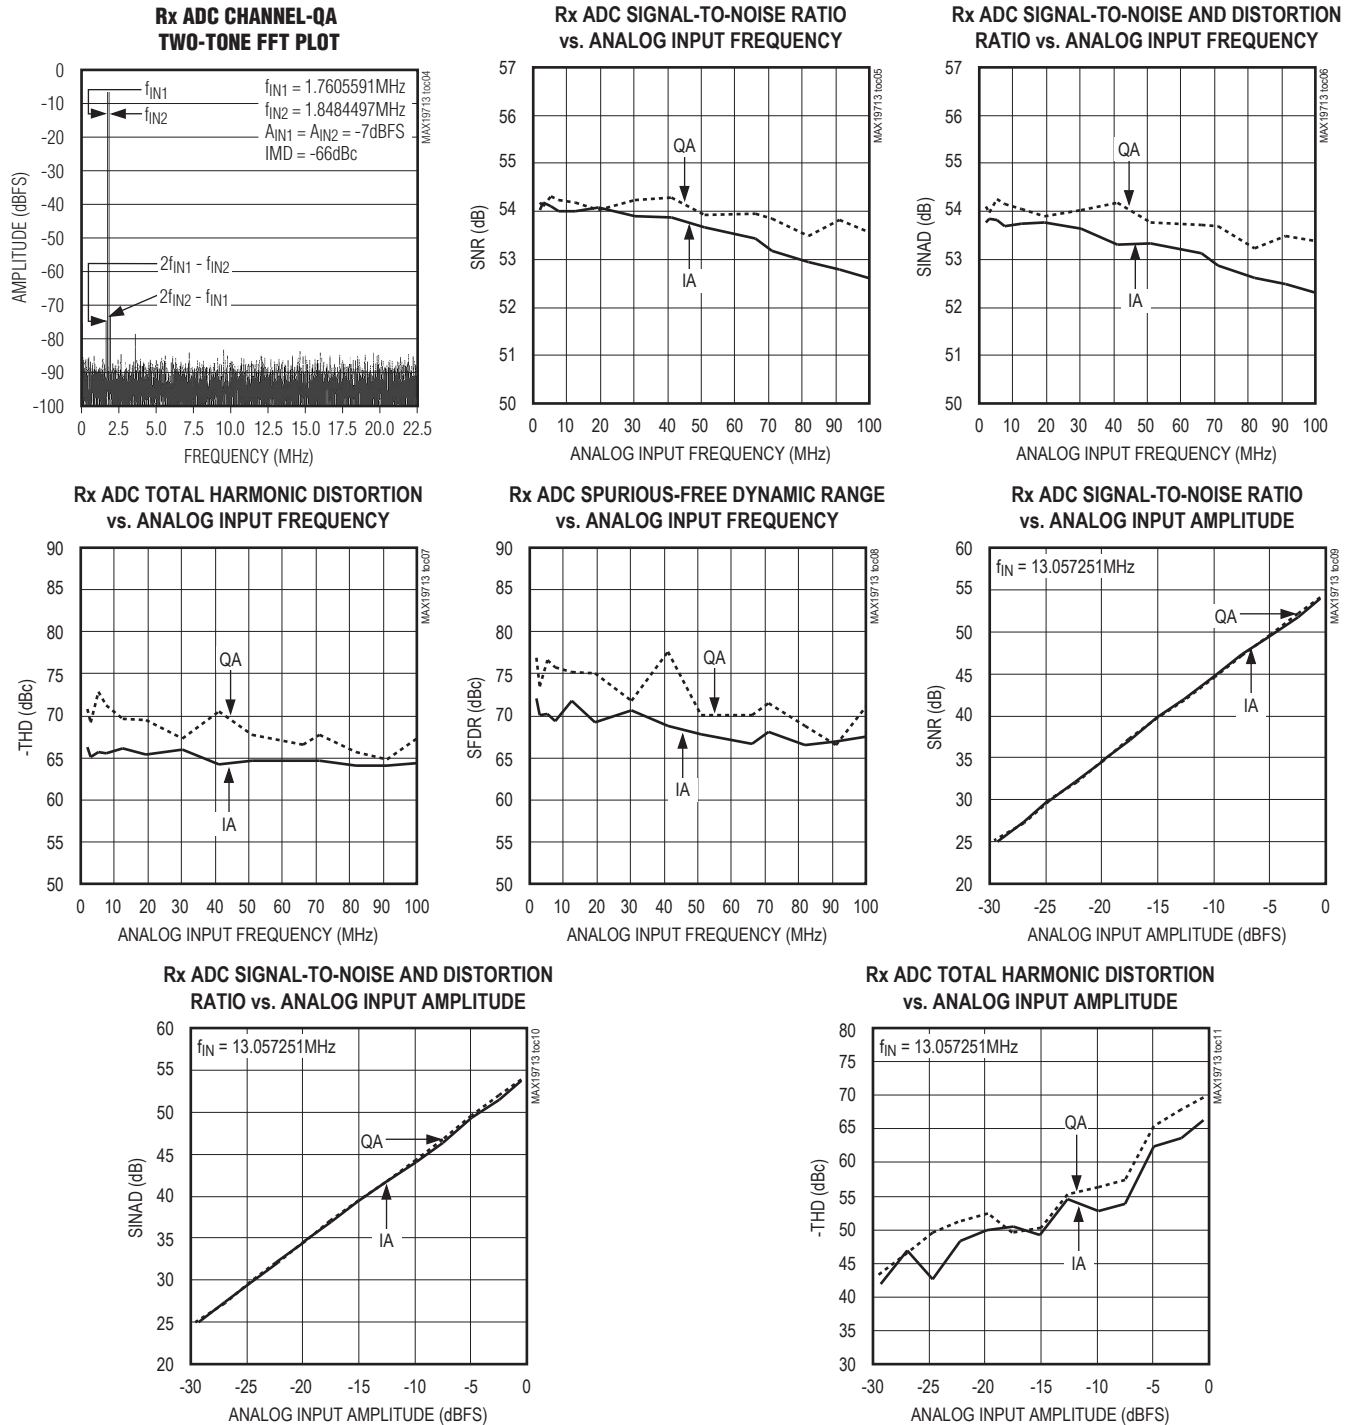 Rx ADC CHANNEL-QA
TWO-TONE FFT PLOT
AMPLITUDE (dBFS)
0
-10
-20
-30
-40
-50
-60
-70
-80
-90
-100
fIN1
fIN2
fIN1 = 1.7605591MHz
fIN2 = 1.8484497MHz
AIN1 = AIN2 = -7dBFS
IMD = -66dBc
2fIN1 - fIN2
2fIN2 - fIN1
MAX19713 toc04
0 2.5 5.0 7.5 10.0 12.5 15.0 17.5 20.0 22.5
FREQUENCY (MHz)
Rx ADC SIGNAL-TO-NOISE RATIO
vs. ANALOG INPUT FREQUENCY
SNR (dB)
57
56
55
54
53
52
51
50
QA
IA
MAX19713 toc05
0 10 20 30 40 50 60 70 80 90 100
ANALOG INPUT FREQUENCY (MHz)
Rx ADC SIGNAL-TO-NOISE AND DISTORTION
RATIO vs. ANALOG INPUT FREQUENCY
SINAD (dB)
57
56
55
54
53
52
51
50
QA
IA
MAX19713 toc06
0 10 20 30 40 50 60 70 80 90 100
ANALOG INPUT FREQUENCY (MHz)
Rx ADC TOTAL HARMONIC DISTORTION
vs. ANALOG INPUT FREQUENCY
-THD (dBc)
90
85
80
75
70
65
60
55
50
QA
IA
MAX19713 toc07
0 10 20 30 40 50 60 70 80 90 100
ANALOG INPUT FREQUENCY (MHz)
Rx ADC SPURIOUS-FREE DYNAMIC RANGE
vs. ANALOG INPUT FREQUENCY
SFDR (dBc)
90
85
80
75
70
65
60
55
50
QA
IA
MAX19713 toc08
0 10 20 30 40 50 60 70 80 90 100
ANALOG INPUT FREQUENCY (MHz)
Rx ADC SIGNAL-TO-NOISE RATIO
vs. ANALOG INPUT AMPLITUDE
SNR (dB)
60
55
50
45
40
35
30
25
20
fIN = 13.057251MHz
QA
IA
MAX19713 toc09
-30 -25 -20 -15 -10 -5 0
ANALOG INPUT AMPLITUDE (dBFS)
Rx ADC SIGNAL-TO-NOISE AND DISTORTION
RATIO vs. ANALOG INPUT AMPLITUDE
SINAD (dB)
60
55
50
45
40
35
30
25
20
fIN = 13.057251MHz
QA
IA
MAX19713 toc10
-30 -25 -20 -15 -10 -5 0
ANALOG INPUT AMPLITUDE (dBFS)
Rx ADC TOTAL HARMONIC DISTORTION
vs. ANALOG INPUT AMPLITUDE
-THD (dBc)
80
75
70
65
60
55
50
45
40
35
30
fIN = 13.057251MHz
QA
IA
MAX19713 toc11
-30 -25 -20 -15 -10 -5 0
ANALOG INPUT AMPLITUDE (dBFS)